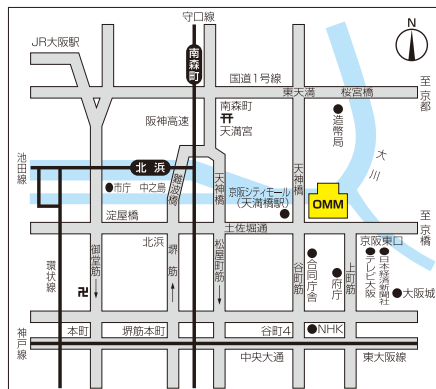 守口線
N
JR大阪駅
南森町
国道1号線
至京都
東天満
桜宮橋
阪神高速
南森町
天満宮
造幣局
大川
池田線
北浜
難波橋
天神橋
天神橋
市庁
中之島
京阪シティモール
（天満橋駅）
OMM
淀屋橋
土佐堀通
至京橋
北浜
京阪東口
環状線
御堂筋
堺筋
松屋町筋
谷町筋
合同庁舎
府庁
上町筋
テレビ大阪
日本経済新聞社
大阪城
卍
神戸線
本町
堺筋本町
谷町4
NHK
中央大通
東大阪線